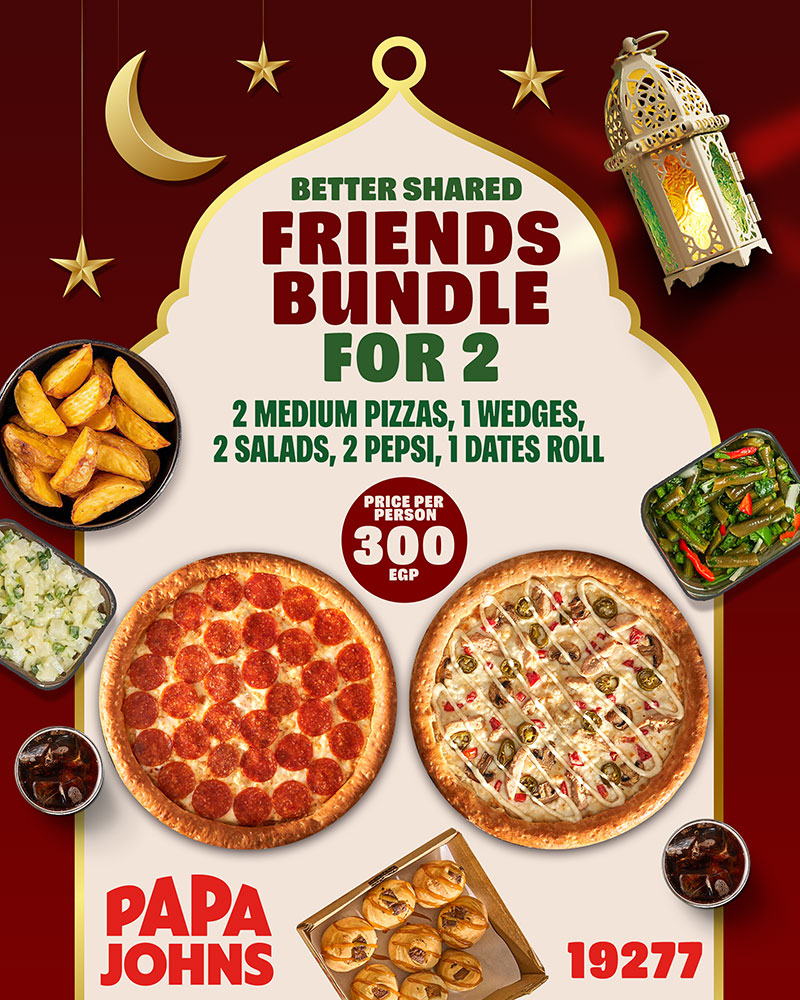 BETTER SHARED
FRIENDS
BUNDLE
FOR 2
2 MEDIUM PIZZAS, 1 WEDGES,
2 SALADS, 2 PEPSI, 1 DATES ROLL
PRICE PER
PERSON
300
EGP
PAPA
JOHNS
19277